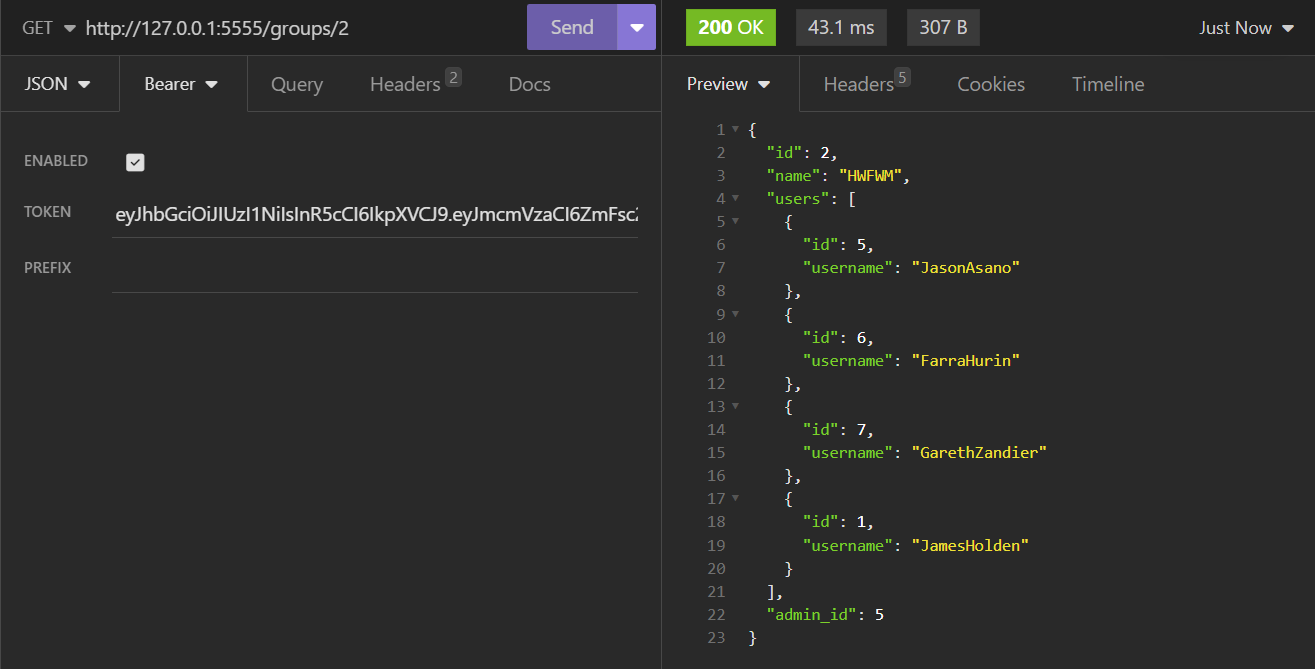 GET http://127.0.0.1:5555/groups/2 Send
200 OK 43.1 ms 307 B Just Now
JSON Bearer Query Headers 2 Docs
Preview Headers 5 Cookies Timeline
ENABLED
TOKEN eyJhbGciOiJIUzI1NiIsInR5cCI6IkpXVCJ9.eyJmcmVzaCI6ZmFsc2
PREFIX
1 {
2 "id": 2,
3 "name": "HWFWM",
4 "users": [
5 {
6 "id": 5,
7 "username": "JasonAsano"
8 },
9 {
10 "id": 6,
11 "username": "FarraHurin"
12 },
13 {
14 "id": 7,
15 "username": "GarethZandier"
16 },
17 {
18 "id": 1,
19 "username": "JamesHolden"
20 }
21 ],
22 "admin_id": 5
23 }